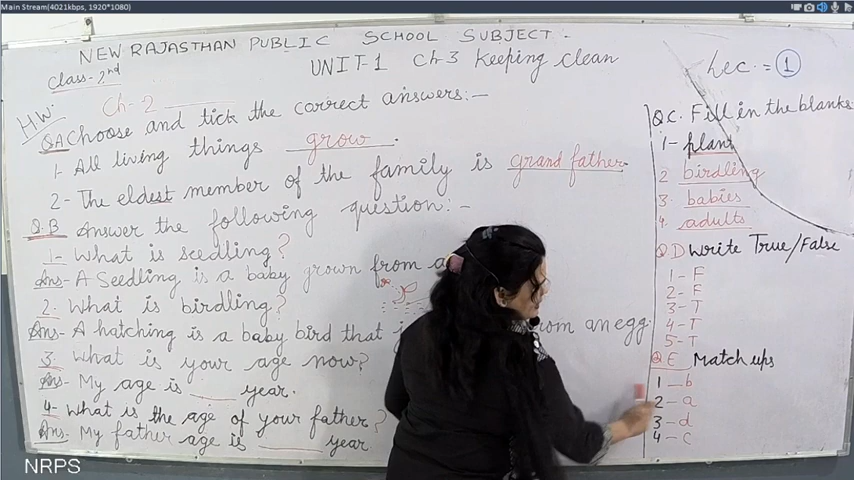 Main Stream(4021kbps, 1920*1080)
NEW RAJASTHAN PUBLIC SCHOOL SUBJECT -
Class-2nd
UNIT-1 Ch-3 Keeping clean
Lec. = 1
H.W.
Ch-2
Q.A Choose and tick the correct answers:-
1- All living things grow.
2- The eldest member of the family is grand father.
Q.B Answer the following question:-
1- What is seedling?
Ans- A Seedling is a baby grown from a
2. What is birdling?
Ans- A hatching is a baby bird that from an egg.
3. What is your age now?
Ans- My age is ____ year.
4- What is the age of your father?
Ans- My father age is ____ year
Q.C. Fill in the blanks
1- plant
2 birdling
3. babies
4. adults
Q.D Write True/False
1- F
2- F
3- T
4- T
5- T
Q E Match ups
1 - b
2 - a
3 - d
4 - c
NRPS